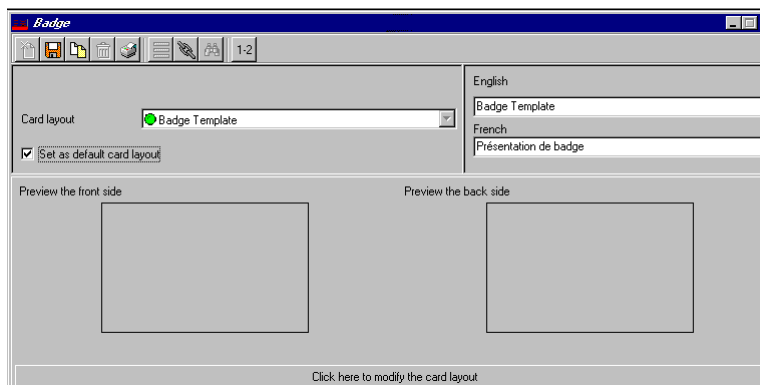 Badge
1-2
English
Badge Template
Card layout
Badge Template
French
Set as default card layout
Présentation de badge
Preview the front side
Preview the back side
Click here to modify the card layout